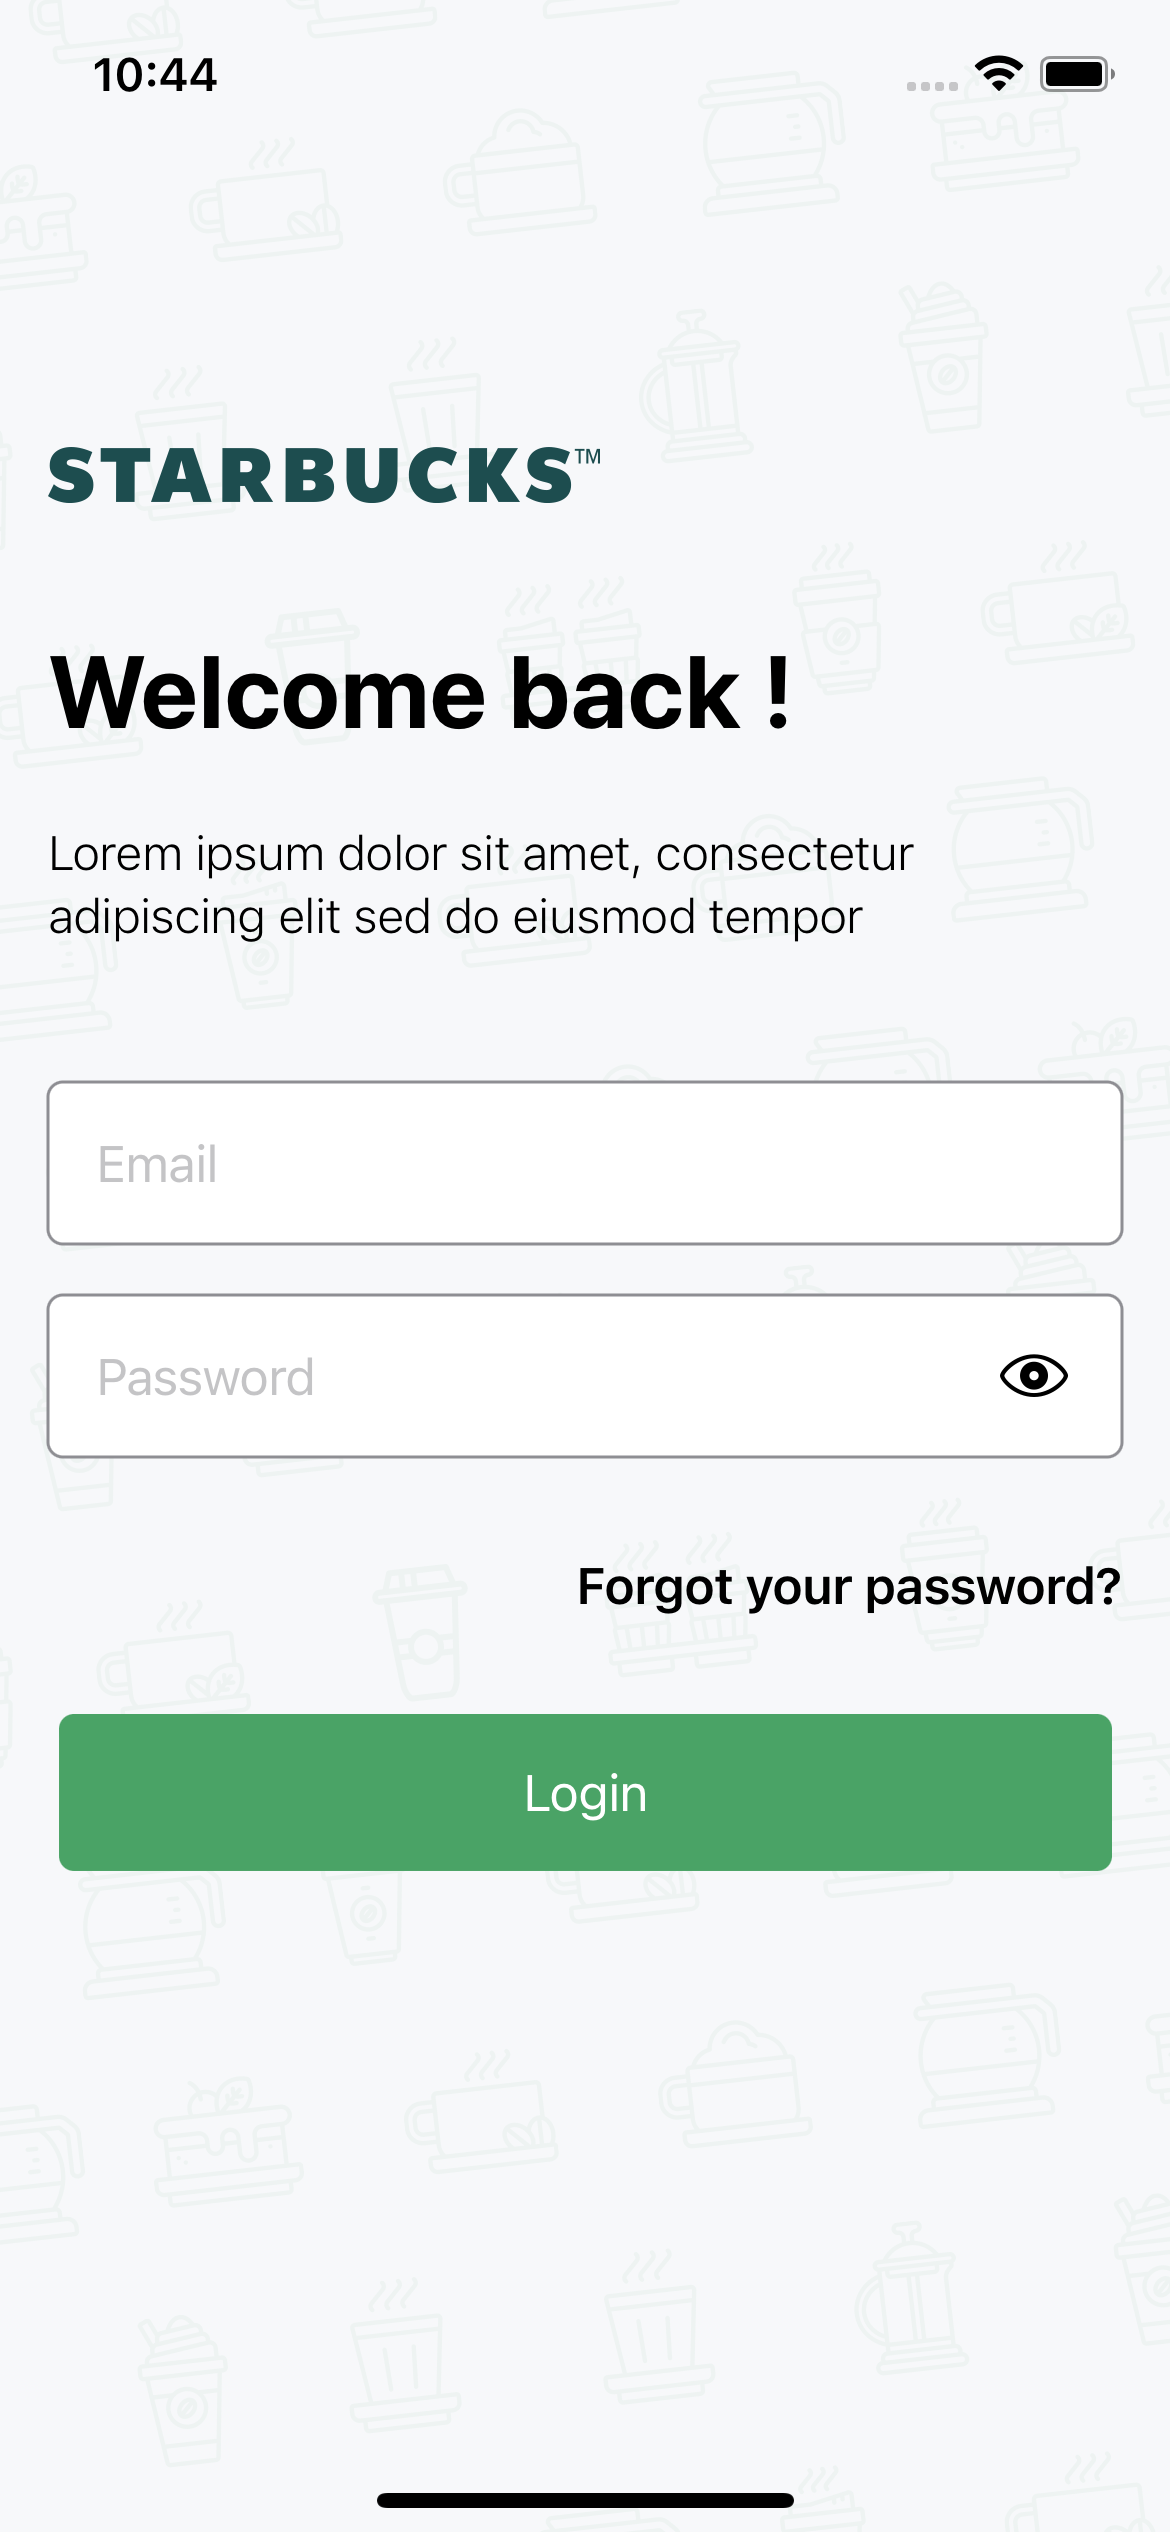 10:44
STARBUCKS™
Welcome back !
Lorem ipsum dolor sit amet, consectetur
adipiscing elit sed do eiusmod tempor
Email
Password
Forgot your password?
Login